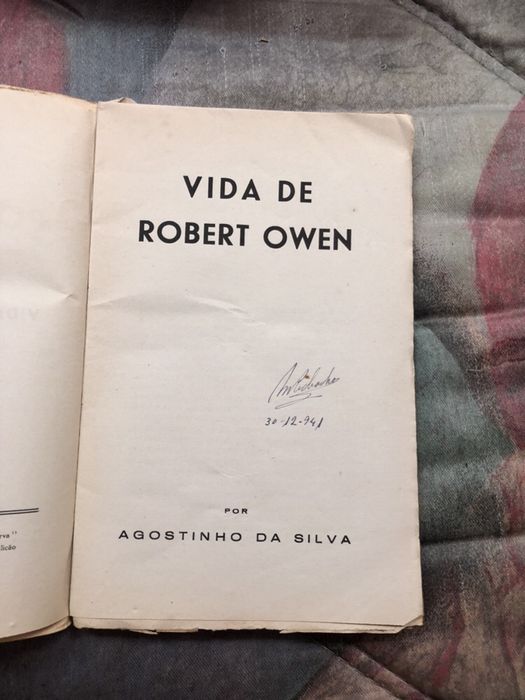 VIDA DE
ROBERT OWEN
30-12-941
POR
AGOSTINHO DA SILVA